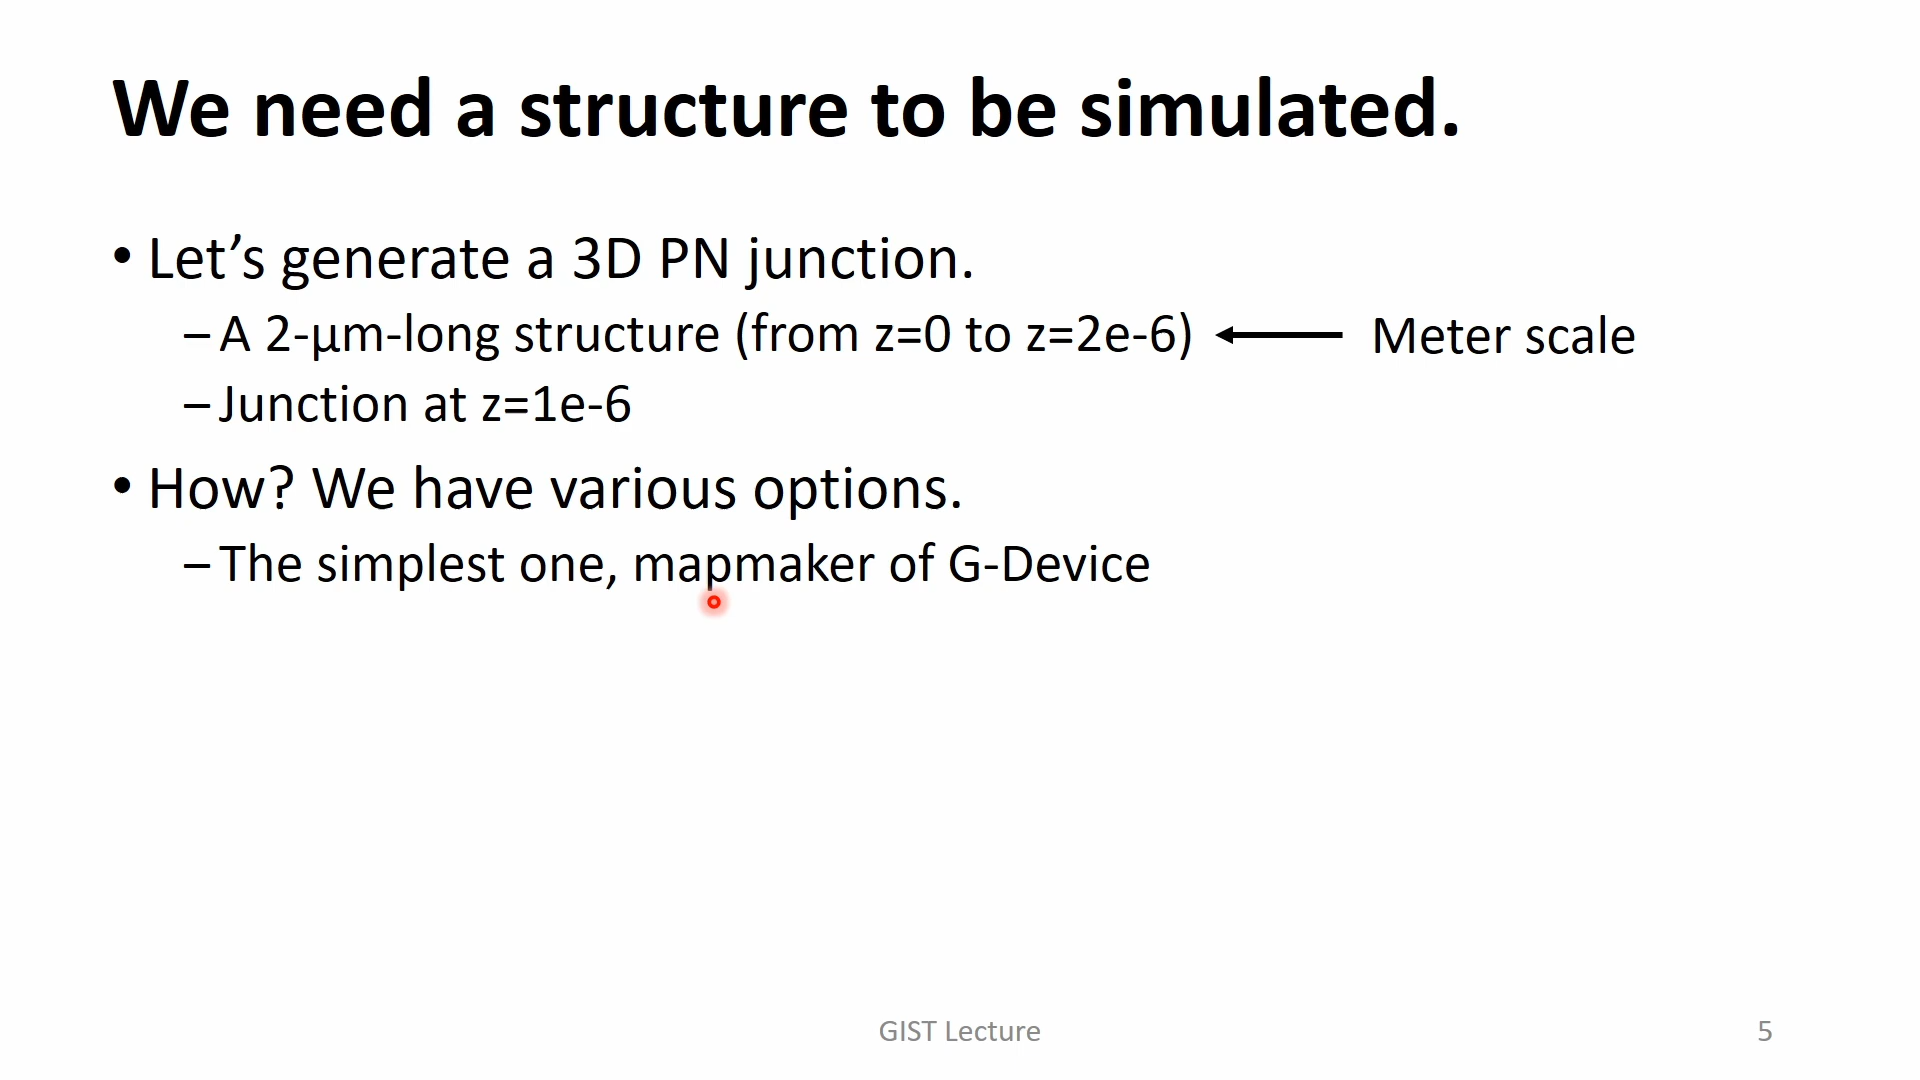 We need a structure to be simulated.
• Let’s generate a 3D PN junction.
– A 2-μm-long structure (from z=0 to z=2e-6)
Meter scale
– Junction at z=1e-6
• How? We have various options.
– The simplest one, mapmaker of G-Device
GIST Lecture
5